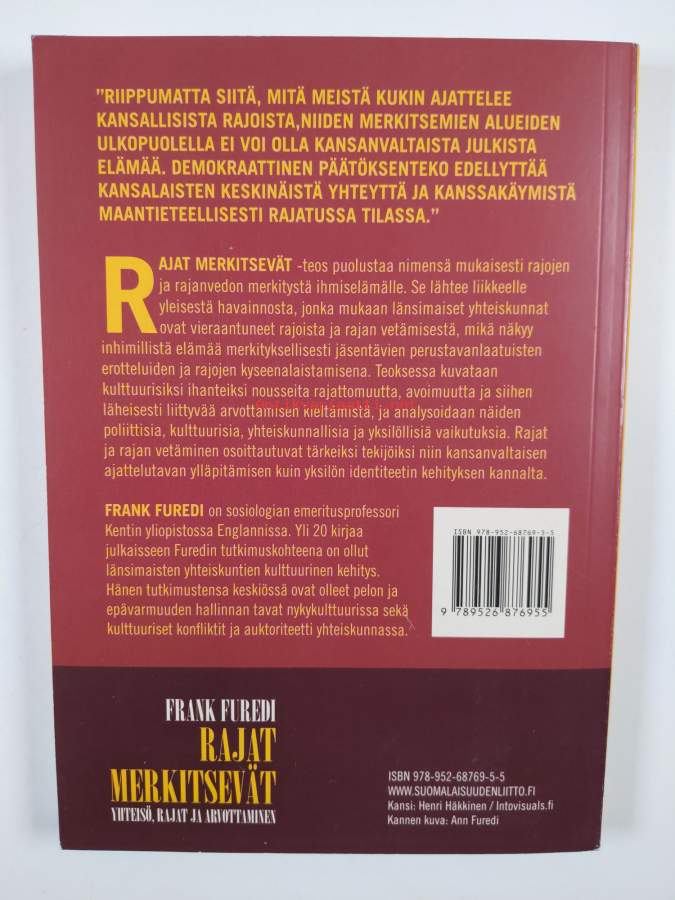 ”RIIPPUMATTA SIITÄ, MITÄ MEISTÄ KUKIN AJATTELEE
KANSALLISISTA RAJOISTA,NIIDEN MERKITSEMIEN ALUEIDEN
ULKOPUOLELLA EI VOI OLLA KANSANVALTAISTA JULKISTA
ELÄMÄÄ. DEMOKRAATTINEN PÄÄTÖKSENTEKO EDELLYTTÄÄ
KANSALAISTEN KESKINÄISTÄ YHTEYTTÄ JA KANSSAKÄYMISTÄ
MAANTIETEELLISESTI RAJATUSSA TILASSA.”
RAJAT MERKITSEVÄT -teos puolustaa nimensä mukaisesti rajojen
ja rajanvedon merkitystä ihmiselämälle. Se lähtee liikkeelle
yleisestä havainnosta, jonka mukaan länsimaiset yhteiskunnat
ovat vieraantuneet rajoista ja rajan vetämisestä, mikä näkyy
inhimillistä elämää merkityksellisesti jäsentävien perustavanlaatuisten
erotteluiden ja rajojen kyseenalaistamisena. Teoksessa kuvataan
kulttuurisiksi ihanteiksi nousseita rajattomuutta, avoimuutta ja siihen
läheisesti liittyvää arvottamisen kieltämistä, ja analysoidaan näiden
poliittisia, kulttuurisia, yhteiskunnallisia ja yksilöllisiä vaikutuksia. Rajat
ja rajan vetäminen osoittautuvat tärkeiksi tekijöiksi niin kansanvaltaisen
ajattelutavan ylläpitämisen kuin yksilön identiteetin kehityksen kannalta.
FRANK FUREDI on sosiologian emeritusprofessori
Kentin yliopistossa Englannissa. Yli 20 kirjaa
julkaisseen Furedin tutkimuskohteena on ollut
länsimaisten yhteiskuntien kulttuurinen kehitys.
Hänen tutkimustensa keskiössä ovat olleet pelon ja
epävarmuuden hallinnan tavat nykykulttuurissa sekä
kulttuuriset konfliktit ja auktoriteetti yhteiskunnassa.
ISBN 978-952-68769-5-5
9 789526 876955
FRANK FUREDI
RAJAT
MERKITSEVÄT
YHTEISÖ, RAJAT JA ARVOTTAMINEN
ISBN 978-952-68769-5-5
WWW.SUOMALAISUUDENLIITTO.FI
Kansi: Henri Häkkinen / Intovisuals.fi
Kannen kuva: Ann Furedi